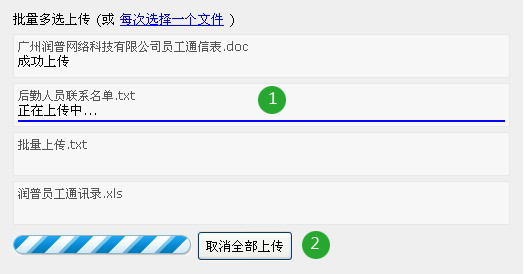 批量多选上传 (或 每次选择一个文件 )
广州润普网络科技有限公司员工通信表.doc
成功上传
后勤人员联系名单.txt
正在上传中...
1
批量上传.txt
润普员工通讯录.xls
取消全部上传
2